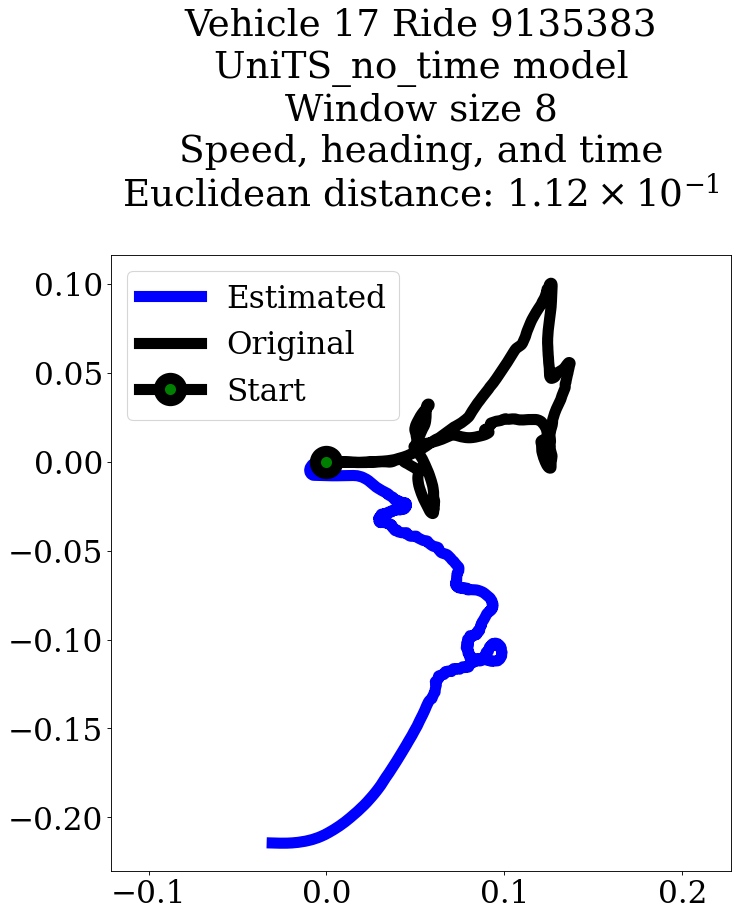 Vehicle 17 Ride 9135383
UniTS_no_time model
Window size 8
Speed, heading, and time
Euclidean distance: 1.12 × 10⁻¹
Estimated
Original
Start
0.10
0.05
0.00
−0.05
−0.10
−0.15
−0.20
−0.1 0.0 0.1 0.2